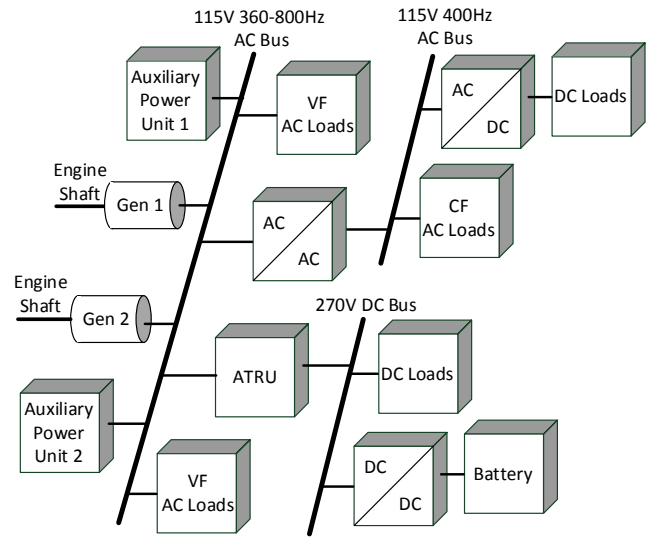 115V 360-800Hz
AC Bus
115V 400Hz
AC Bus
Auxiliary
Power
Unit 1
VF
AC Loads
AC
DC
DC Loads
Engine
Shaft
Gen 1
AC
AC
CF
AC Loads
Engine
Shaft
Gen 2
270V DC Bus
ATRU
DC Loads
Auxiliary
Power
Unit 2
VF
AC Loads
DC
DC
Battery